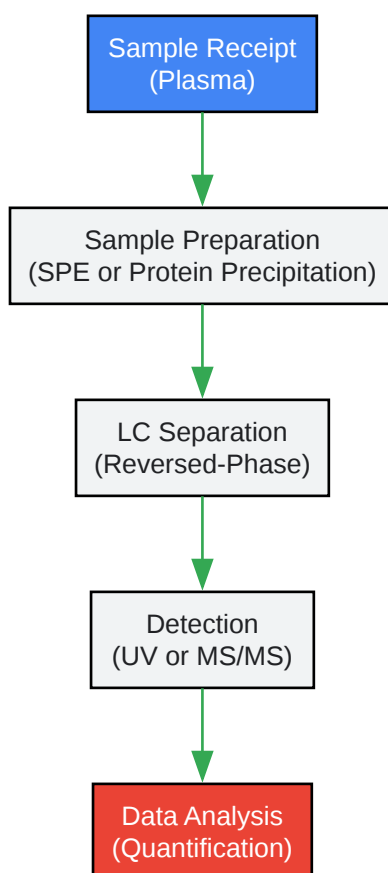 Sample Receipt
(Plasma)
Sample Preparation
(SPE or Protein Precipitation)
LC Separation
(Reversed-Phase)
Detection
(UV or MS/MS)
Data Analysis
(Quantification)